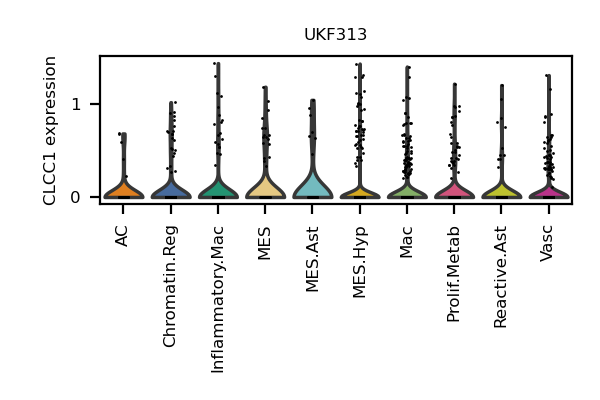 UKF313
CLCC1 expression
1
0
AC
Chromatin.Reg
Inflammatory.Mac
MES
MES.Ast
MES.Hyp
Mac
Prolif.Metab
Reactive.Ast
Vasc